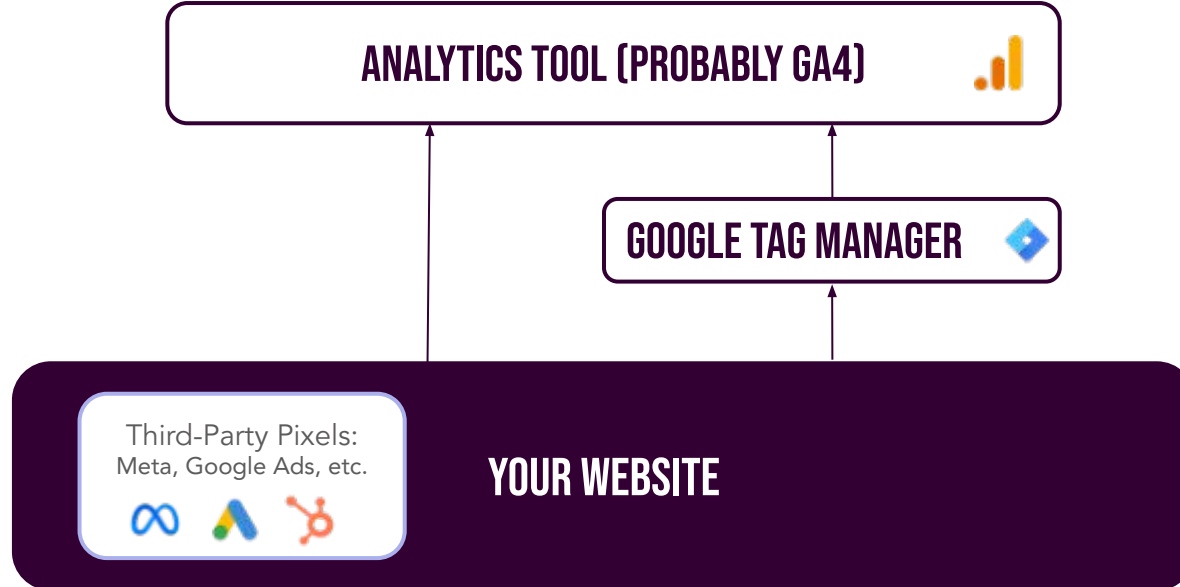 ANALYTICS TOOL (PROBABLY GA4)
GOOGLE TAG MANAGER
Third-Party Pixels:
Meta, Google Ads, etc.
YOUR WEBSITE